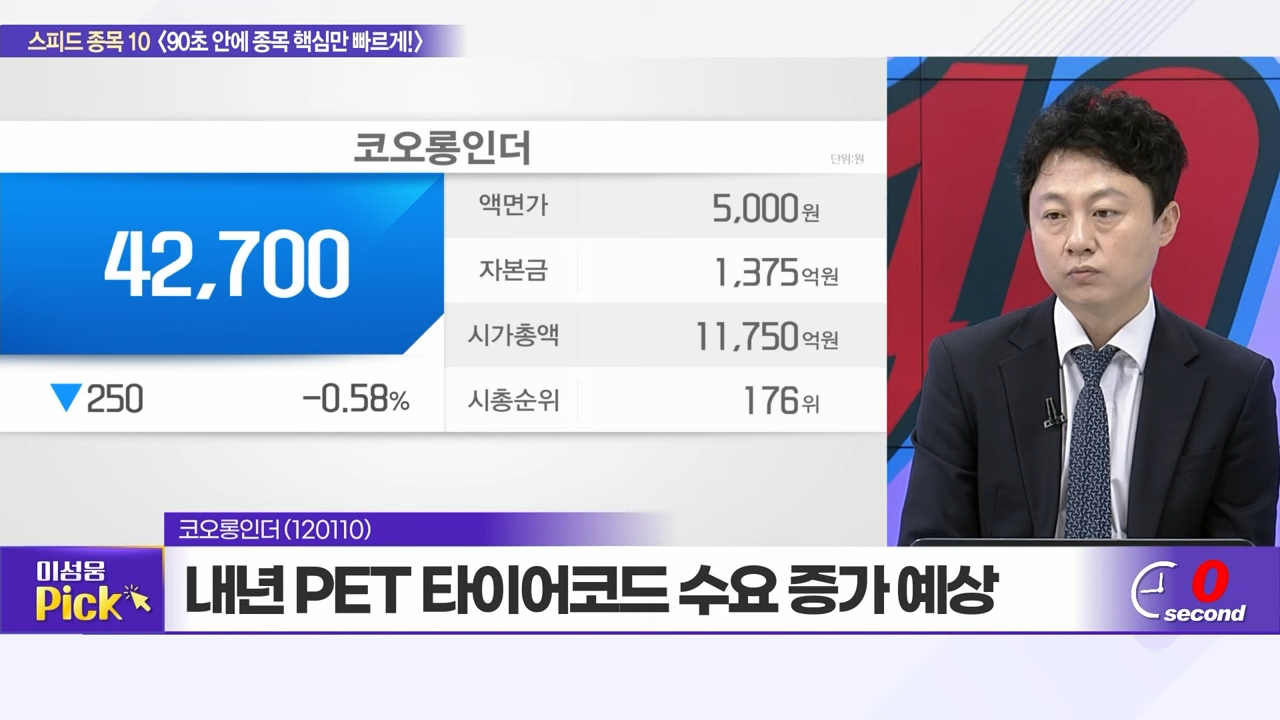 스피드 종목 10 〈90초 안에 종목 핵심만 빠르게!〉
코오롱인더
단위:원
42,700
▼250 -0.58%
액면가 5,000원
자본금 1,375억원
시가총액 11,750억원
시총순위 176위
코오롱인더(120110)
이섬뭉
Pick
내년 PET 타이어코드 수요 증가 예상
0
second